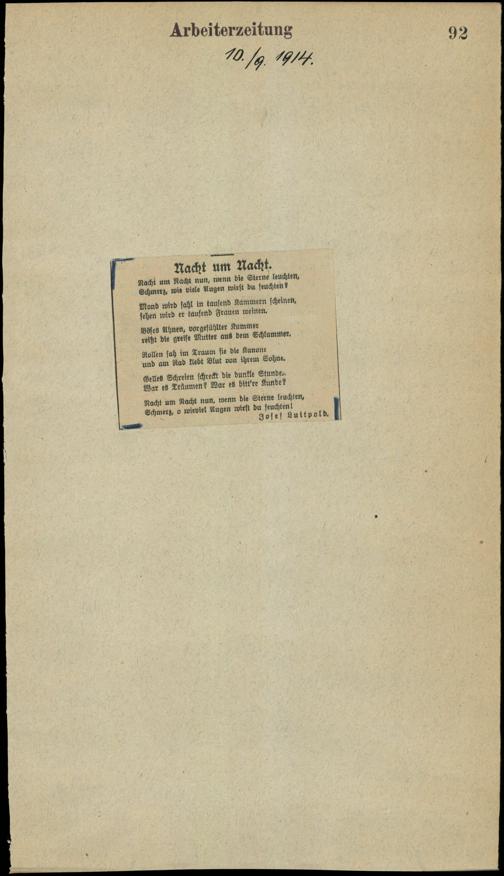 Arbeiterzeitung
92
10./9. 1914.
Nacht um Nacht.
Nacht um Nacht nun, wenn die Sterne leuchten,
Schmerz, wie viele Augen wirst du feuchten?
Mond wird fahl in tausend Kammern scheinen,
sehen wird er tausend Frauen weinen.
Böses Ahnen, vorgefühlter Kummer
reißt die greise Mutter aus dem Schlummer.
Rollen sah im Traum sie die Kanone
und am Rad klebt Blut von ihrem Sohne.
Gelles Schreien schreckt die dunkle Stunde.
War es Träumen? War es bitt're Kunde?
Nacht um Nacht nun, wenn die Sterne leuchten,
Schmerz, o wieviel Augen wirst du feuchten!
Josef Luitpold.